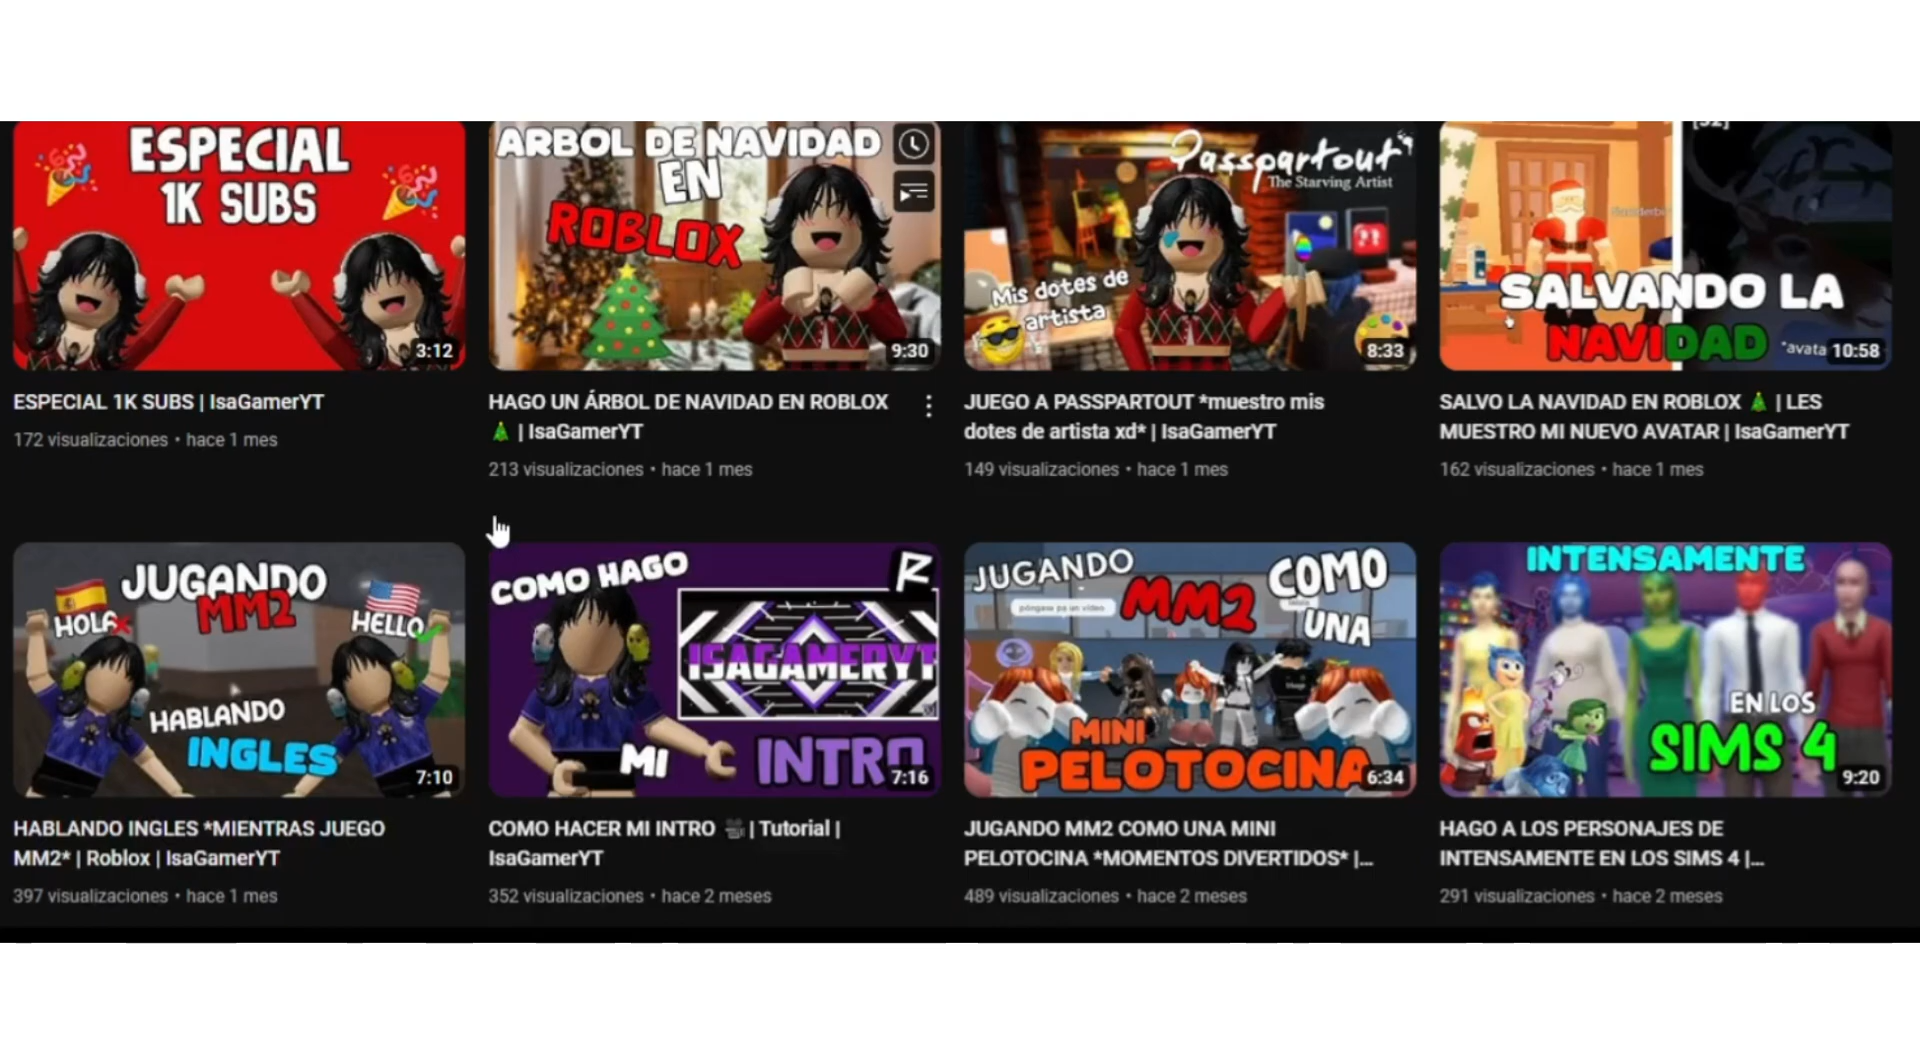 ESPECIAL
1K SUBS
3:12
ARBOL DE NAVIDAD
EN
ROBLOX
9:30
Passpartout
The Starving Artist
Mis dotes de
artista
8:33
SALVANDO LA
NAVIDAD
*avata
10:58
ESPECIAL 1K SUBS | IsaGamerYT
172 visualizaciones • hace 1 mes
HAGO UN ÁRBOL DE NAVIDAD EN ROBLOX
🎄 | IsaGamerYT
213 visualizaciones • hace 1 mes
JUEGO A PASSPARTOUT *muestro mis
dotes de artista xd* | IsaGamerYT
149 visualizaciones • hace 1 mes
SALVO LA NAVIDAD EN ROBLOX 🎄 | LES
MUESTRO MI NUEVO AVATAR | IsaGamerYT
162 visualizaciones • hace 1 mes
JUGANDO
MM2
HOLA
HELLO
HABLANDO
INGLES
7:10
COMO HAGO
ISAGAMERYT
MI INTRO
7:16
JUGANDO
MM2
COMO
UNA
póngase pa un video
MINI
PELOTOCINA
6:34
INTENSAMENTE
EN LOS
SIMS 4
9:20
HABLANDO INGLES *MIENTRAS JUEGO
MM2* | Roblox | IsaGamerYT
397 visualizaciones • hace 1 mes
COMO HACER MI INTRO 📽 | Tutorial |
IsaGamerYT
352 visualizaciones • hace 2 meses
JUGANDO MM2 COMO UNA MINI
PELOTOCINA *MOMENTOS DIVERTIDOS* |...
489 visualizaciones • hace 2 meses
HAGO A LOS PERSONAJES DE
INTENSAMENTE EN LOS SIMS 4 |...
291 visualizaciones • hace 2 meses